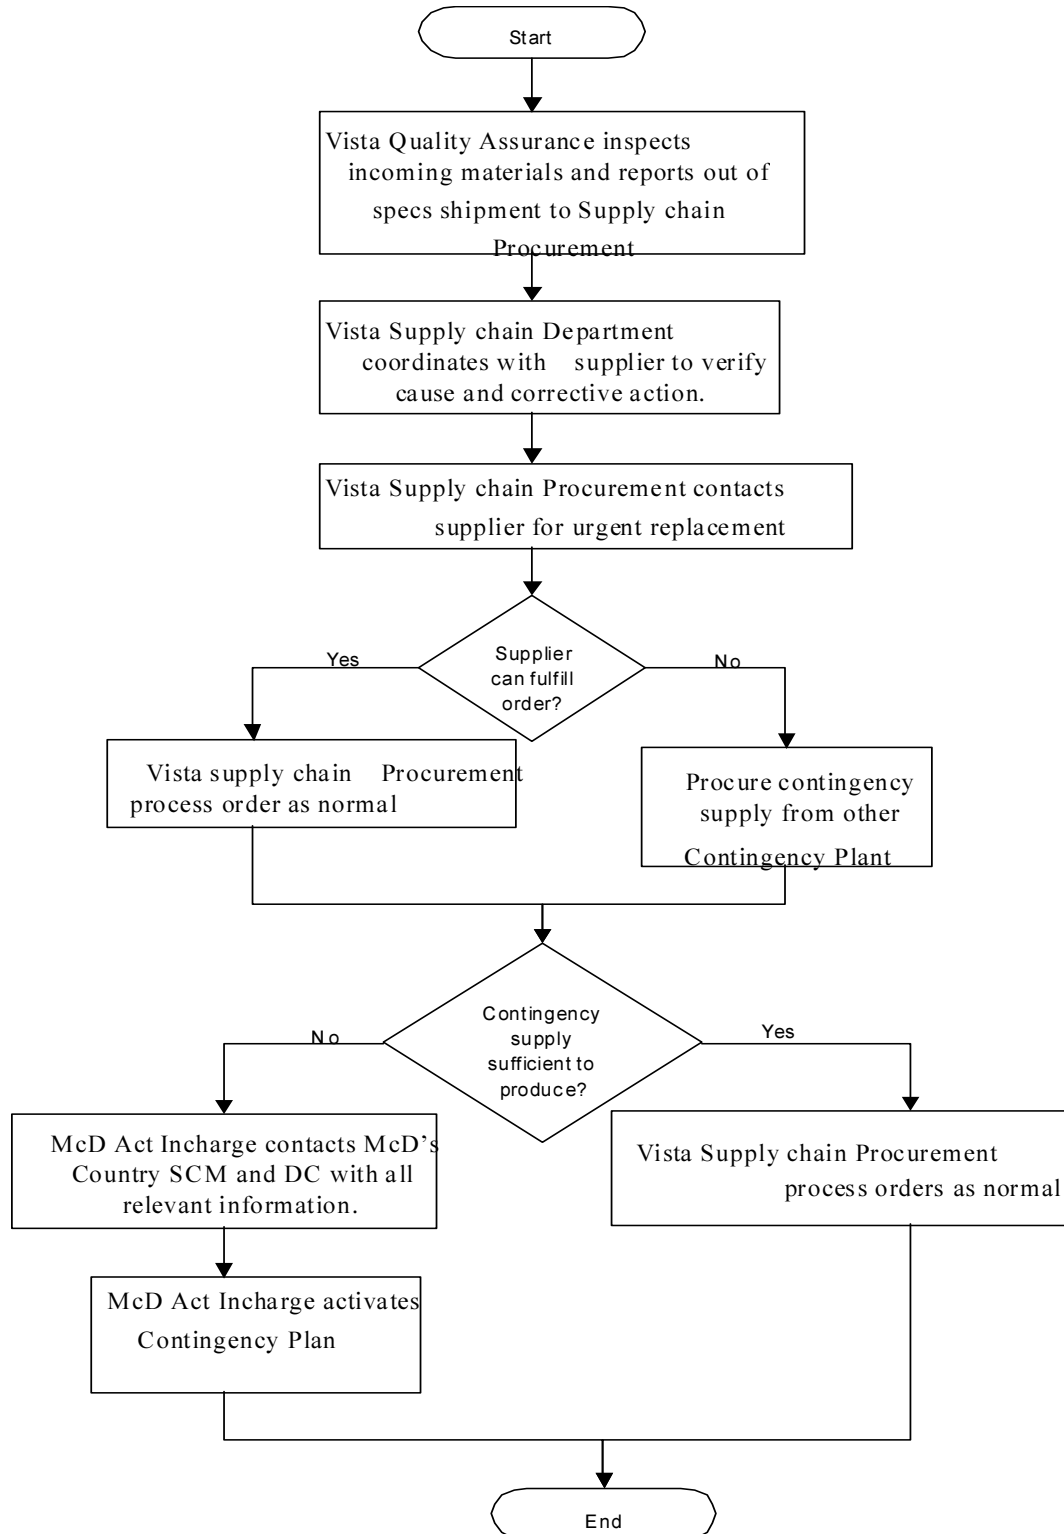 Start
Vista Quality Assurance inspects
incoming materials and reports out of
specs shipment to Supply chain
Procurement
Vista Supply chain Department
coordinates with supplier to verify
cause and corrective action.
Vista Supply chain Procurement contacts
supplier for urgent replacement
Supplier
can fulfill
order?
Yes
No
Vista supply chain Procurement
process order as normal
Procure contingency
supply from other
Contingency Plant
Contingency
supply
sufficient to
produce?
No
Yes
McD Act Incharge contacts McD's
Country SCM and DC with all
relevant information.
Vista Supply chain Procurement
process orders as normal
McD Act Incharge activates
Contingency Plan
End